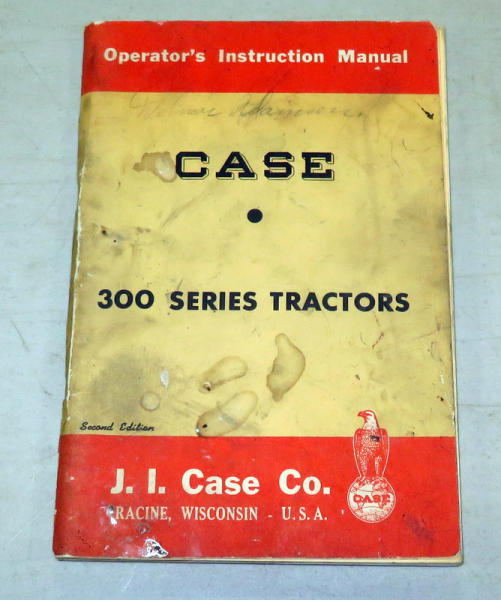 Operator's Instruction Manual
CASE
300 SERIES TRACTORS
Second Edition
J. I. Case Co.
CASE
RACINE, WISCONSIN - U.S.A.